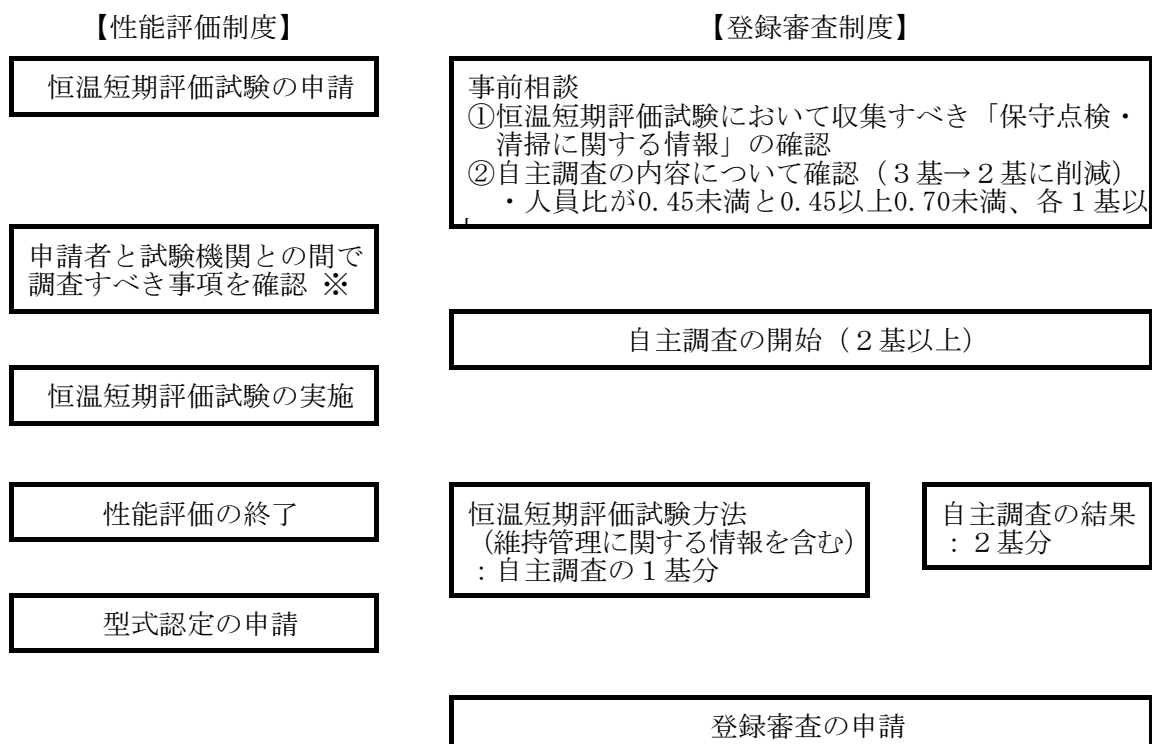 【性能評価制度】
【登録審査制度】
恒温短期評価試験の申請
事前相談
①恒温短期評価試験において収集すべき「保守点検・
清掃に関する情報」の確認
②自主調査の内容について確認（３基→２基に削減）
・人員比が0.45未満と0.45以上0.70未満、各１基以
申請者と試験機関との間で
調査すべき事項を確認 ※
自主調査の開始（２基以上）
恒温短期評価試験の実施
性能評価の終了
恒温短期評価試験方法
（維持管理に関する情報を含む）
：自主調査の１基分
自主調査の結果
：２基分
型式認定の申請
登録審査の申請